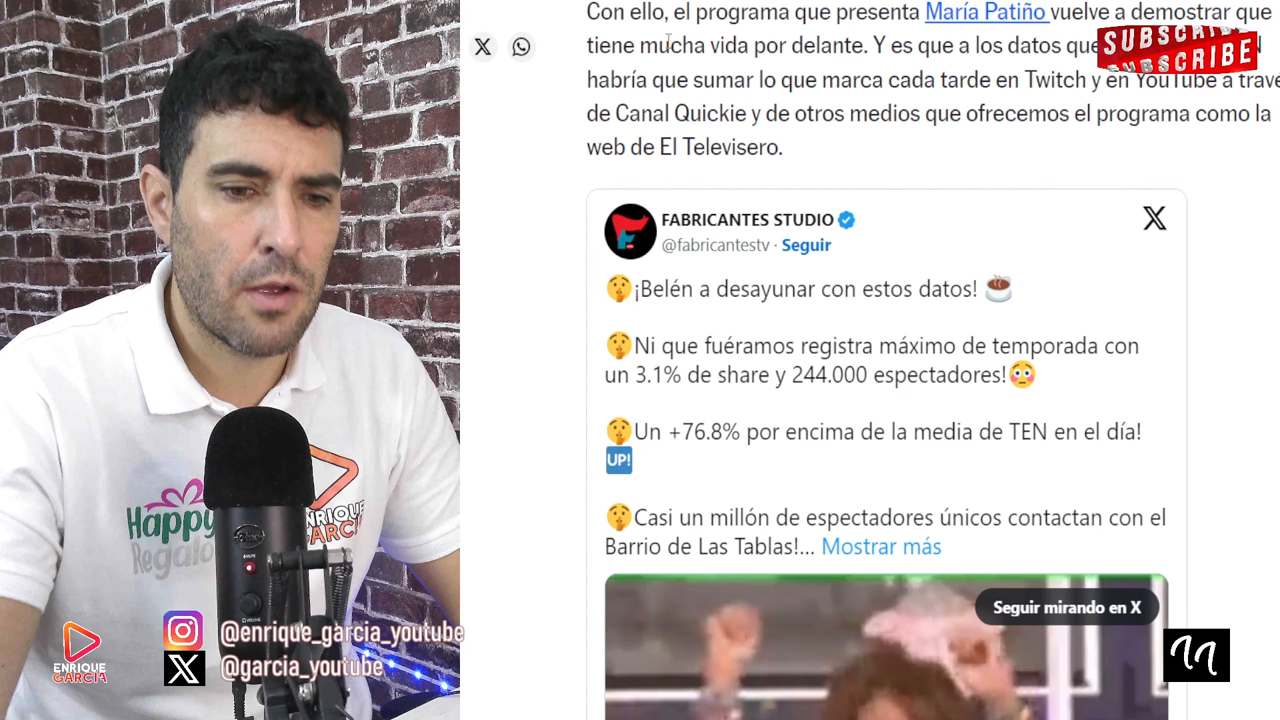 Con ello, el programa que presenta María Patiño vuelve a demostrar que
tiene mucha vida por delante. Y es que a los datos que
habría que sumar lo que marca cada tarde en Twitch y en YouTube a
de Canal Quickie y de otros medios que ofrecemos el programa como la
web de El Televisero.
SUBSCRIBE
SUBSCRIBE
FABRICANTES STUDIO
@fabricantestv · Seguir
🤫¡Belén a desayunar con estos datos! ☕
🤫Ni que fuéramos registra máximo de temporada con
un 3.1% de share y 244.000 espectadores!😳
🤫Un +76.8% por encima de la media de TEN en el día!
UP!
🤫Casi un millón de espectadores únicos contactan con el
Barrio de Las Tablas!... Mostrar más
Seguir mirando en X
Happy
Regalo
ENRIQUE
GARCIA
ENRIQUE
GARCIA
@enrique_garcia_youtube
@garcia_youtube